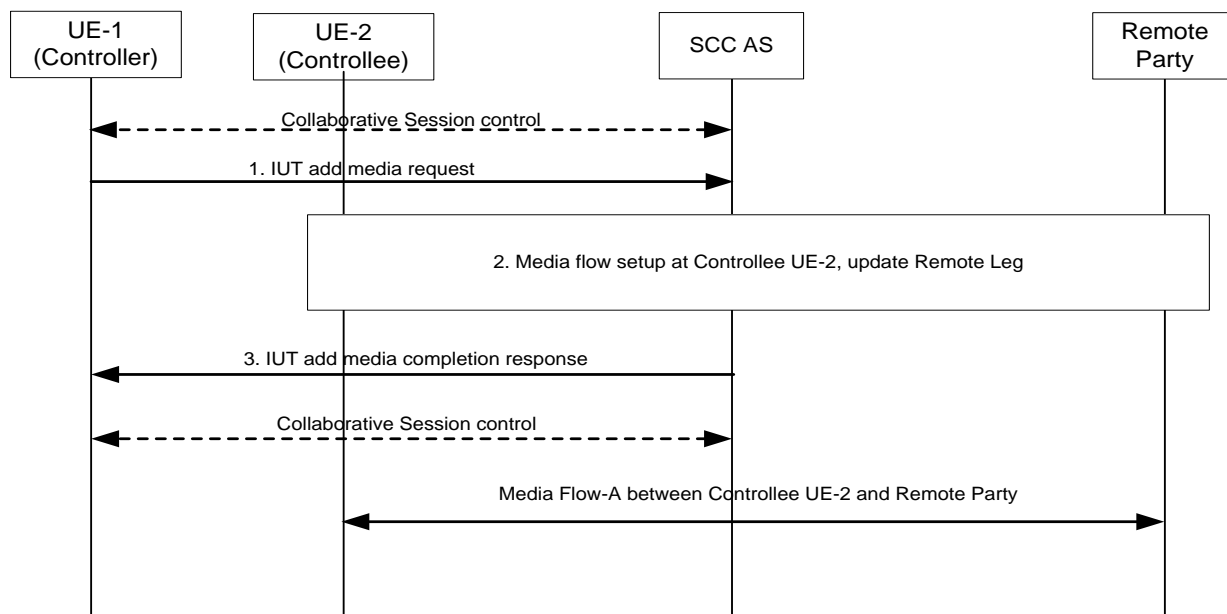 UE-1
(Controller)
UE-2
(Controllee)
SCC AS
Remote
Party
Collaborative Session control
1. IUT add media request
2. Media flow setup at Controllee UE-2, update Remote Leg
3. IUT add media completion response
Collaborative Session control
Media Flow-A between Controllee UE-2 and Remote Party